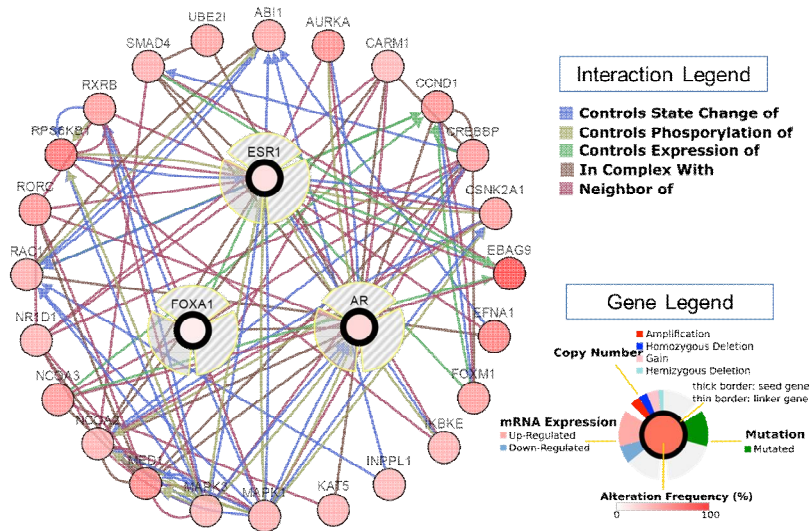 UBE2I
ABI1
AURKA
SMAD4
CARM1
RXRB
CCND1
RPS6KB1
ESR1
CREBBP
RORC
CSNK2A1
RAC1
EBAG9
FOXA1
AR
NR1D1
EFNA1
NCOA3
FOXM1
NCOA2
IKBKE
MED1
INPPL1
MAPK3
MAPK1
KAT5
Interaction Legend
Controls State Change of
Controls Phosporylation of
Controls Expression of
In Complex With
Neighbor of
Gene Legend
Amplification
Homozygous Deletion
Copy Number
Gain
Hemizygous Deletion
thick border: seed gene
thin border: linker gene
mRNA Expression
Up-Regulated
Down-Regulated
Mutation
Mutated
Alteration Frequency (%)
0 100